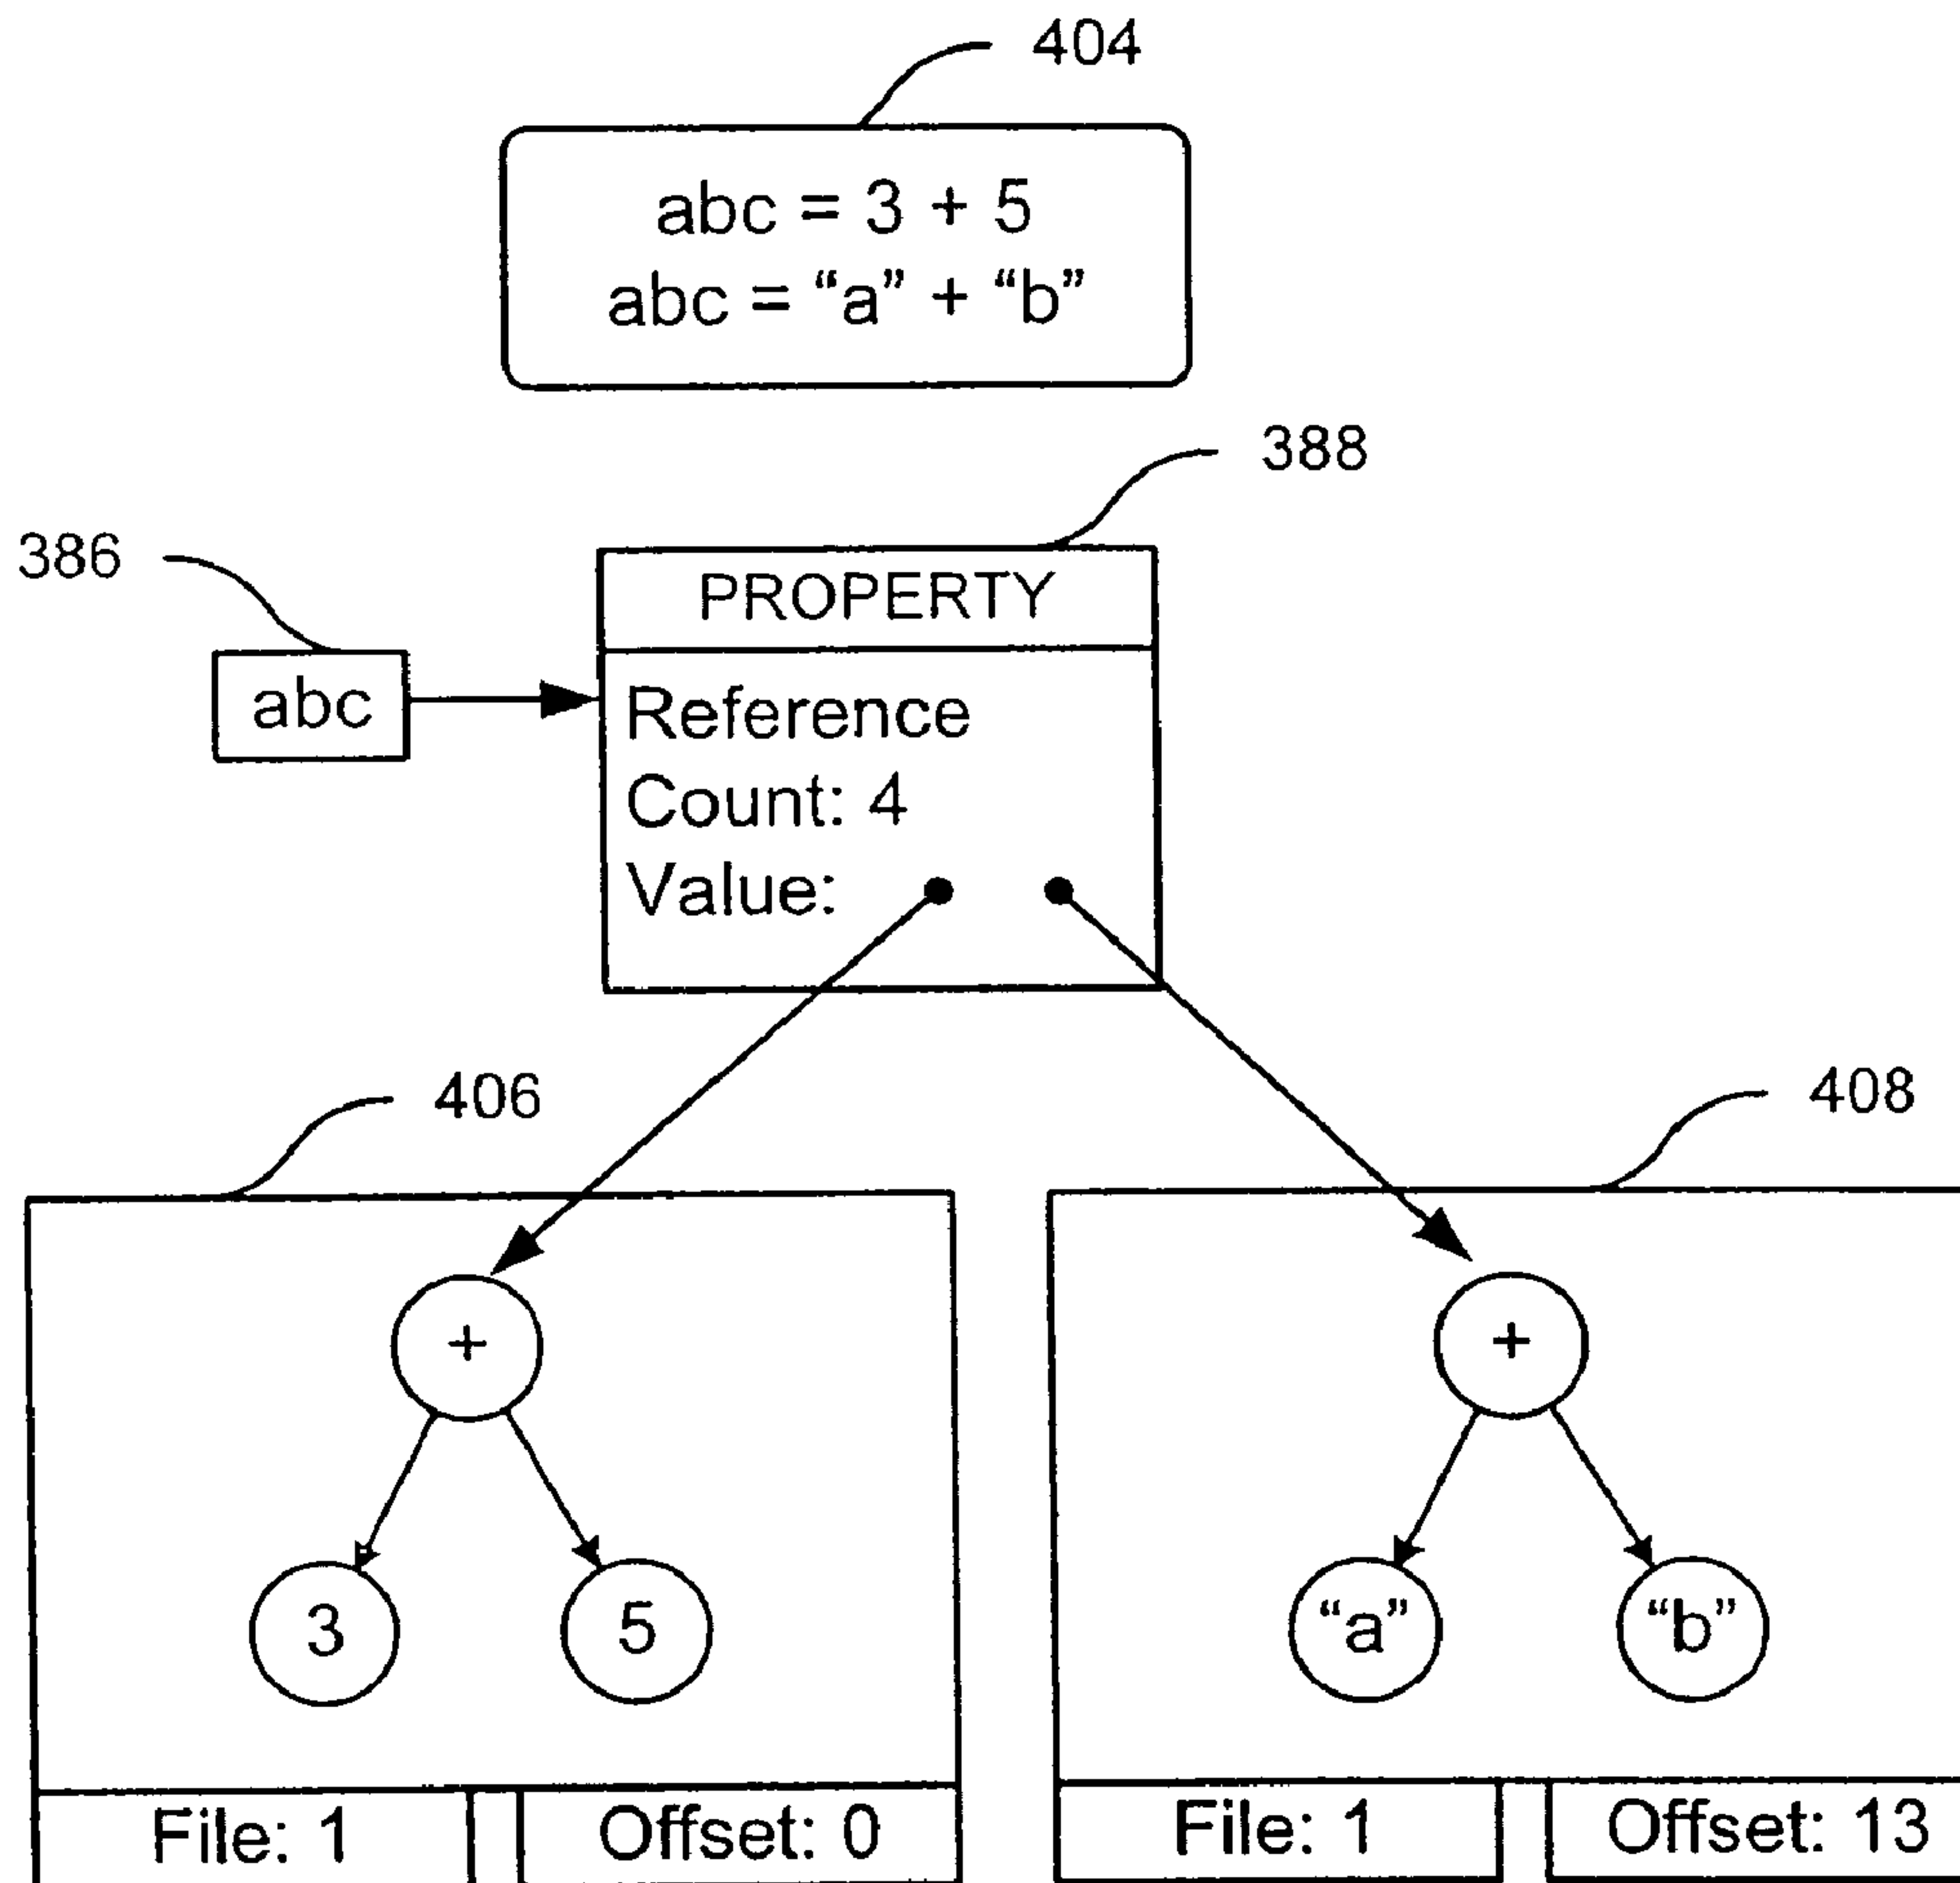 404
abc = 3 + 5
abc = “a” + “b”
388
386
PROPERTY
abc
Reference
Count: 4
Value:
406
408
+
+
3
5
“a”
“b”
File: 1
Offset: 0
File: 1
Offset: 13